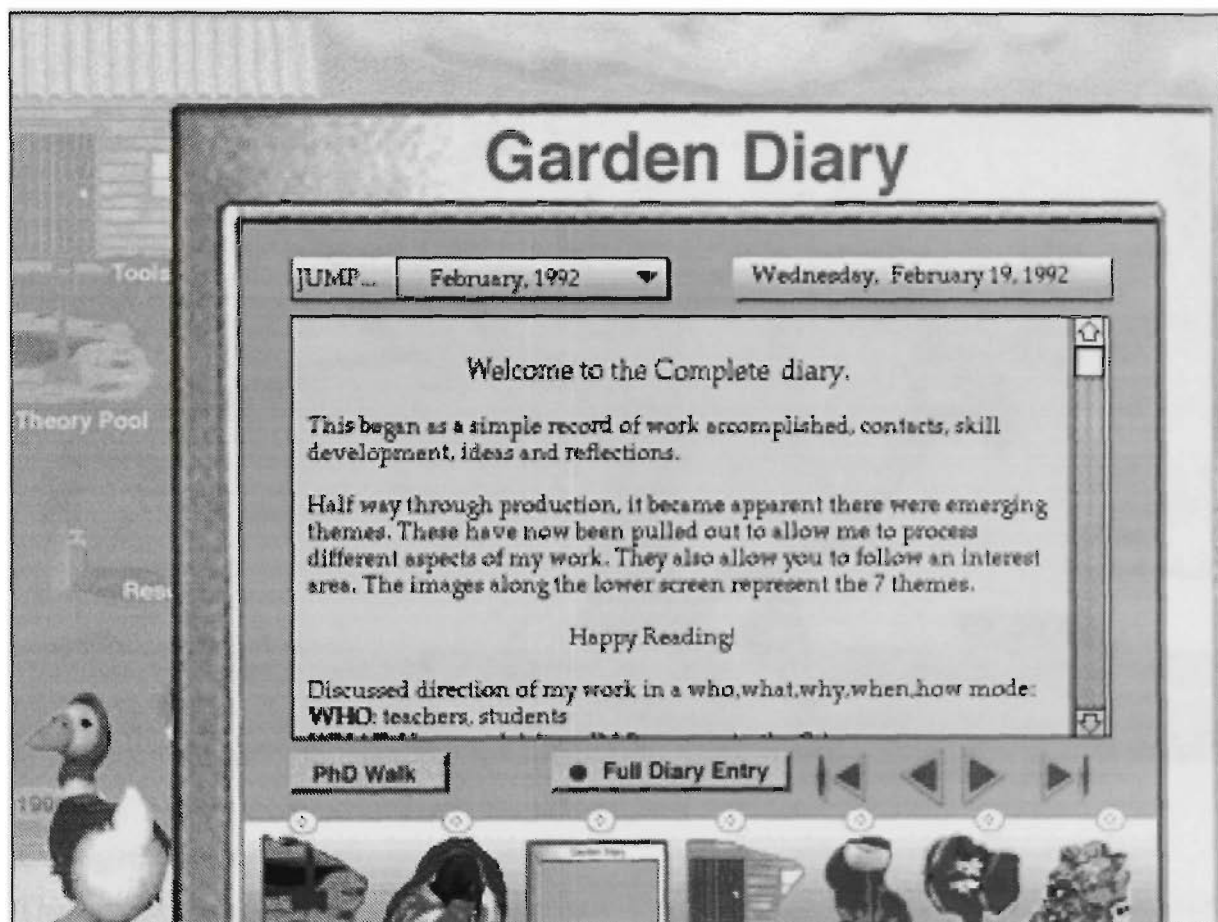 Garden Diary
Tools
JUMP...
February, 1992
Wednesday, February 19, 1992
Welcome to the Complete diary.
This began as a simple record of work accomplished, contacts, skill
development, ideas and reflections.
Theory Pool
Half way through production, it became apparent there were emerging
themes. These have now been pulled out to allow me to process
different aspects of my work. They also allow you to follow an interest
area. The images along the lower screen represent the 7 themes.
Happy Reading!
Discussed direction of my work in a who,what,why,when,how mode:
WHO: teachers, students
PhD Walk
Full Diary Entry
Garden Diary